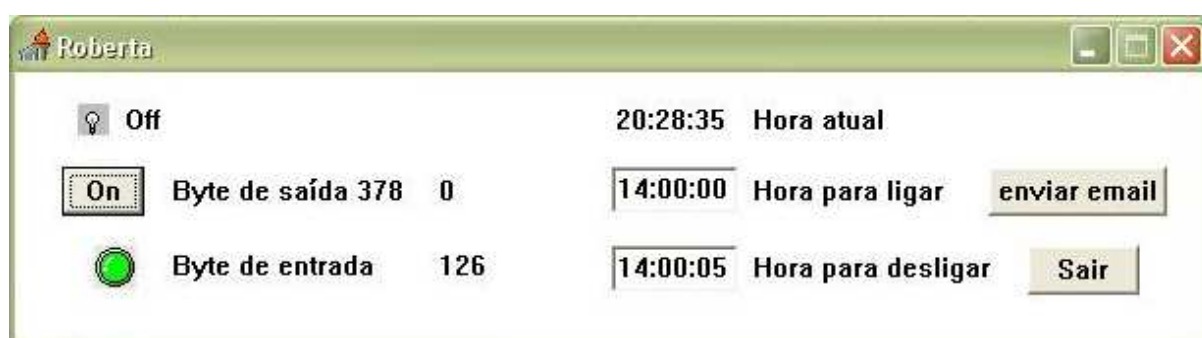 Roberta
Off 20:28:35 Hora atual
On Byte de saída 378 0 14:00:00 Hora para ligar enviar email
Byte de entrada 126 14:00:05 Hora para desligar Sair